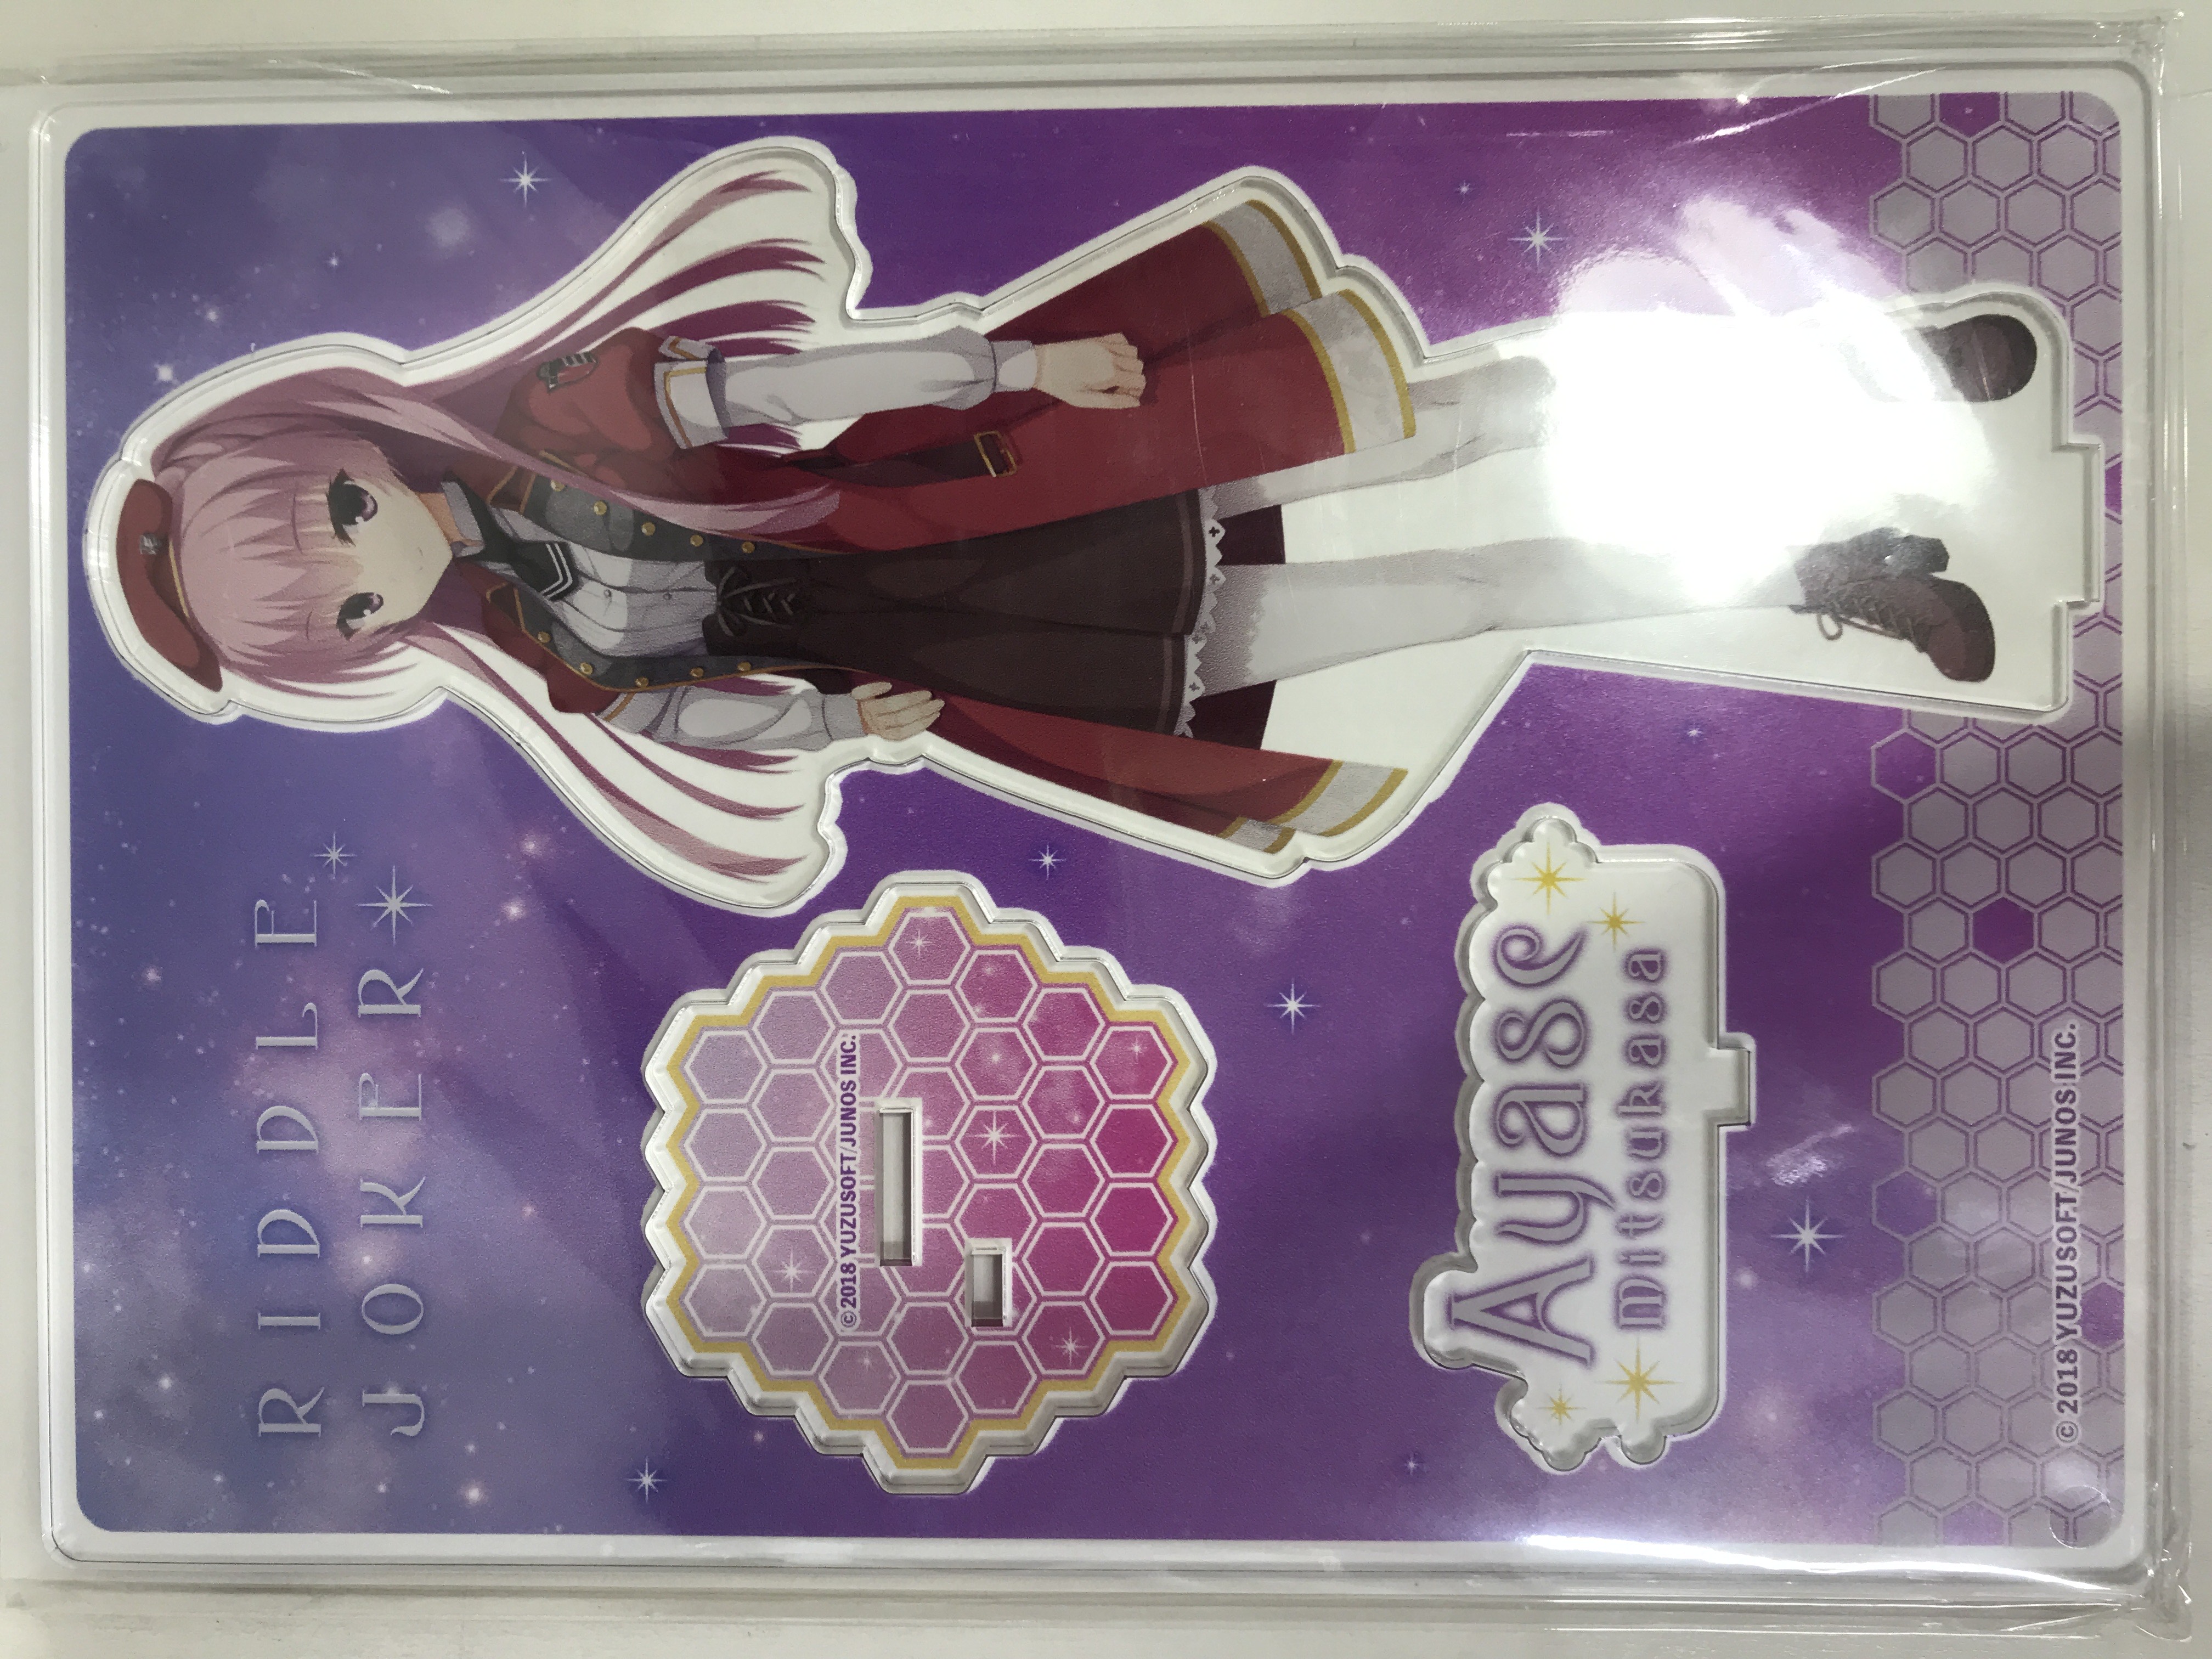 RIDDLE
JOKER
©2018 YUZUSOFT/JUNOS INC.
Ayase
Mitsukasa
©2018 YUZUSOFT/JUNOS INC.